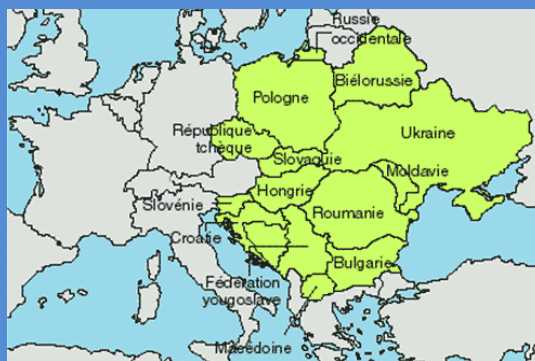 Russie
occidentale
Biélorussie
Pologne
Ukraine
République
tchèque
Slovaquie
Moldavie
Hongrie
Slovénie
Roumanie
Croatie
Bulgarie
Fédération
yougoslave
Macédoine